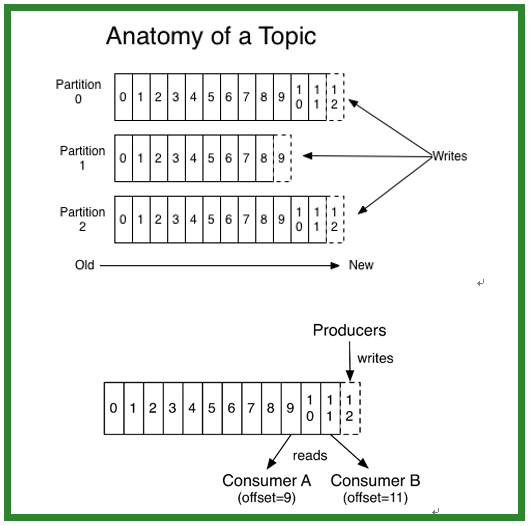 Anatomy of a Topic
Partition
0
0 1 2 3 4 5 6 7 8 9 10 11 12
Partition
1
0 1 2 3 4 5 6 7 8 9
Writes
Partition
2
0 1 2 3 4 5 6 7 8 9 10 11 12
Old New
Producers
writes
0 1 2 3 4 5 6 7 8 9 10 11 12
reads
Consumer A Consumer B
(offset=9) (offset=11)